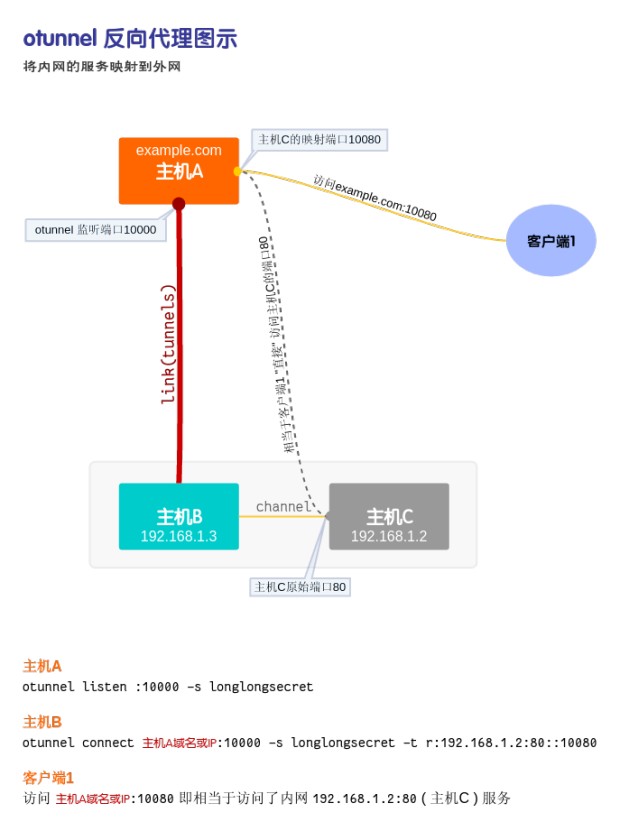 otunnel 反向代理图示
将内网的服务映射到外网
主机C的映射端口10080
example.com
主机A
访问example.com:10080
otunnel 监听端口10000
客户端1
相当于客户端1 "直接" 访问主机C的端口80
link(tunnels)
channel
主机B
192.168.1.3
主机C
192.168.1.2
主机C原始端口80
主机A
otunnel listen :10000 -s longlongsecret
主机B
otunnel connect 主机A域名或IP:10000 -s longlongsecret -t r:192.168.1.2:80::10080
客户端1
访问 主机A域名或IP:10080 即相当于访问了内网 192.168.1.2:80 ( 主机C ) 服务